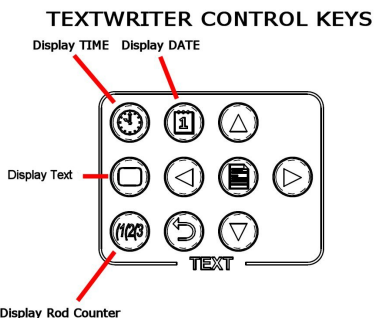 TEXTWRITER CONTROL KEYS
Display TIME Display DATE
1
Display Text
(1(2(3
TEXT
Display Rod Counter